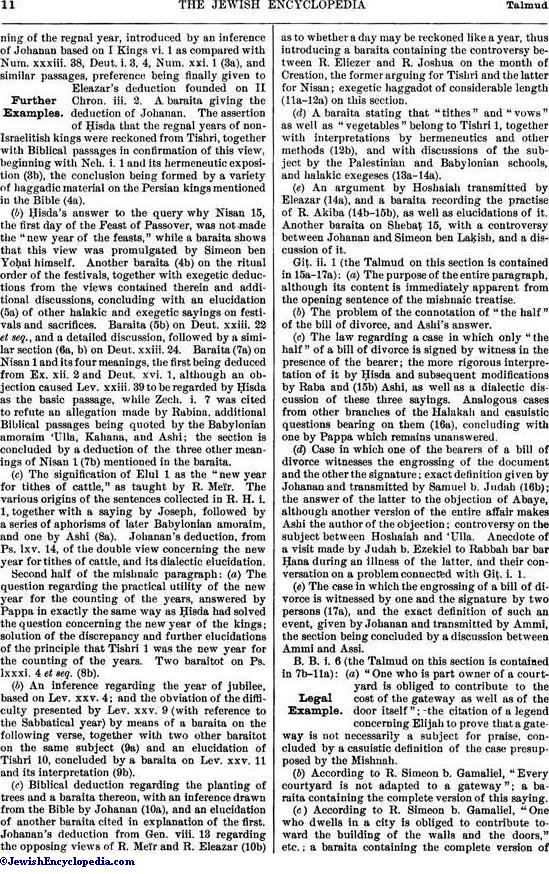 11
THE JEWISH ENCYCLOPEDIA
Talmud
ning of the regnal year, introduced by an inference
of Johanan based on I Kings vi. 1 as compared with
Num. xxxiii. 38, Deut. i. 3, 4, Num. xxi. 1 (3a), and
similar passages, preference being finally given to
Eleazar's deduction founded on II
Further
Chron. iii. 2. A baraita giving the
Examples.
deduction of Johanan. The assertion
of Ḥisda that the regnal years of non-
Israelitish kings were reckoned from Tishri, together
with Biblical passages in confirmation of this view,
beginning with Neh. i. 1 and its hermeneutic exposi-
tion (3b), the conclusion being formed by a variety
of haggadic material on the Persian kings mentioned
in the Bible (4a).
(b) Ḥisda's answer to the query why Nisan 15,
the first day of the Feast of Passover, was not made
the "new year of the feasts," while a baraita shows
that this view was promulgated by Simeon ben
Yoḥai himself. Another baraita (4b) on the ritual
order of the festivals, together with exegetic deduc-
tions from the views contained therein and addi-
tional discussions, concluding with an elucidation
(5a) of other halakic and exegetic sayings on festi-
vals and sacrifices. Baraita (5b) on Deut. xxiii. 22
et seq., and a detailed discussion, followed by a simi-
lar section (6a, b) on Deut. xxiii. 24. Baraita (7a) on
Nisan 1 and its four meanings, the first being deduced
from Ex. xii. 2 and Deut. xvi. 1, although an ob-
jection caused Lev. xxiii. 39 to be regarded by Ḥisda
as the basic passage, while Zech. i. 7 was cited
to refute an allegation made by Rabina, additional
Biblical passages being quoted by the Babylonian
amoraim 'Ulla, Kahana, and Ashi; the section is
concluded by a deduction of the three other mean-
ings of Nisan 1 (7b) mentioned in the baraita.
(c) The signification of Elul 1 as the "new year
for tithes of cattle," as taught by R. Meïr. The
various origins of the sentences collected in R. H. i.
1, together with a saying by Joseph, followed by
a series of aphorisms of later Babylonian amoraim,
and one by Ashi (8a). Johanan's deduction, from
Ps. lxv. 14, of the double view concerning the new
year for tithes of cattle, and its dialectic elucidation.
Second half of the mishnaic paragraph: (a) The
question regarding the practical utility of the new
year for the counting of the years, answered by
Pappa in exactly the same way as Ḥisda had solved
the question concerning the new year of the kings;
solution of the discrepancy and further elucidations
of the principle that Tishri 1 was the new year for
the counting of the years. Two baraitot on Ps.
lxxxi. 4 et seq. (8b).
(b) An inference regarding the year of jubilee,
based on Lev. xxv. 4; and the obviation of the diffi-
culty presented by Lev. xxv. 9 (with reference to
the Sabbatical year) by means of a baraita on the
following verse, together with two other baraitot
on the same subject (9a) and an elucidation of
Tishri 10, concluded by a baraita on Lev. xxv. 11
and its interpretation (9b).
(c) Biblical deduction regarding the planting of
trees and a baraita thereon, with an inference drawn
from the Bible by Johanan (10a), and an elucidation
of another baraita cited in explanation of the first.
Johanan's deduction from Gen. viii. 13 regarding
the opposing views of R. Meïr and R. Eleazar (10b)
as to whether a day may be reckoned like a year, thus
introducing a baraita containing the controversy be-
tween R. Eliezer and R. Joshua on the month of
Creation, the former arguing for Tishri and the latter
for Nisan; exegetic haggadot of considerable length
(11a-12a) on this section.
(d) A baraita stating that "tithes" and "vows"
as well as "vegetables" belong to Tishri 1, together
with interpretations by hermeneutics and other
methods (12b), and with discussions of the sub-
ject by the Palestinian and Babylonian schools,
and halakic exegeses (13a-14a).
(e) An argument by Hoshaiah transmitted by
Eleazar (14a), and a baraita recording the practise
of R. Akiba (14b-15b), as well as elucidations of it.
Another baraita on Shebaṭ 15, with a controversy
between Johanan and Simeon ben Laḳish, and a dis-
cussion of it.
Giṭ. ii. 1 (the Talmud on this section is contained
in 15a-17a): (a) The purpose of the entire paragraph,
although its content is immediately apparent from
the opening sentence of the mishnaic treatise.
(b) The problem of the connotation of "the half"
of the bill of divorce, and Ashi's answer.
(c) The law regarding a case in which only "the
half" of a bill of divorce is signed by witness in the
presence of the bearer; the more rigorous interpre-
tation of it by Ḥisda and subsequent modifications
by Raba and (15b) Ashi, as well as a dialectic dis-
cussion of these three sayings. Analogous cases
from other branches of the Halakah and casuistic
questions bearing on them (16a), concluding with
one by Pappa which remains unanswered.
(d) Case in which one of the bearers of a bill of
divorce witnesses the engrossing of the document
and the other the signature; exact definition given by
Johanan and transmitted by Samuel b. Judah (16b);
the answer of the latter to the objection of Abaye,
although another version of the entire affair makes
Ashi the author of the objection; controversy on the
subject between Hoshaiah and 'Ulla. Anecdote of
a visit made by Judah b. Ezekiel to Rabbah bar bar
Ḥana during an illness of the latter, and their con-
versation on a problem connected with Giṭ. i. 1.
(e) The case in which the engrossing of a bill of di-
vorce is witnessed by one and the signature by two
persons (17a), and the exact definition of such an
event, given by Johanan and transmitted by Ammi,
the section being concluded by a discussion between
Ammi and Assi.
B. B. i. 6 (the Talmud on this section is contained
in 7b-11a): (a) "One who is part owner of a court-
yard is obliged to contribute to the
Legal
cost of the gateway as well as of the
Example.
door itself"; the citation of a legend
concerning Elijah to prove that a gate-
way is not necessarily a subject for praise, con-
cluded by a casuistic definition of the case presup-
posed by the Mishnah.
(b) According to R. Simeon b. Gamaliel, "Every
courtyard is not adapted to a gateway"; a ba-
raita containing the complete version of this saying.
(c) According to R. Simeon b. Gamaliel, "One
who dwells in a city is obliged to contribute to-
ward the building of the walls and the doors,"
etc.; a baraita containing the complete version of
©JewishEncyclopedia.com